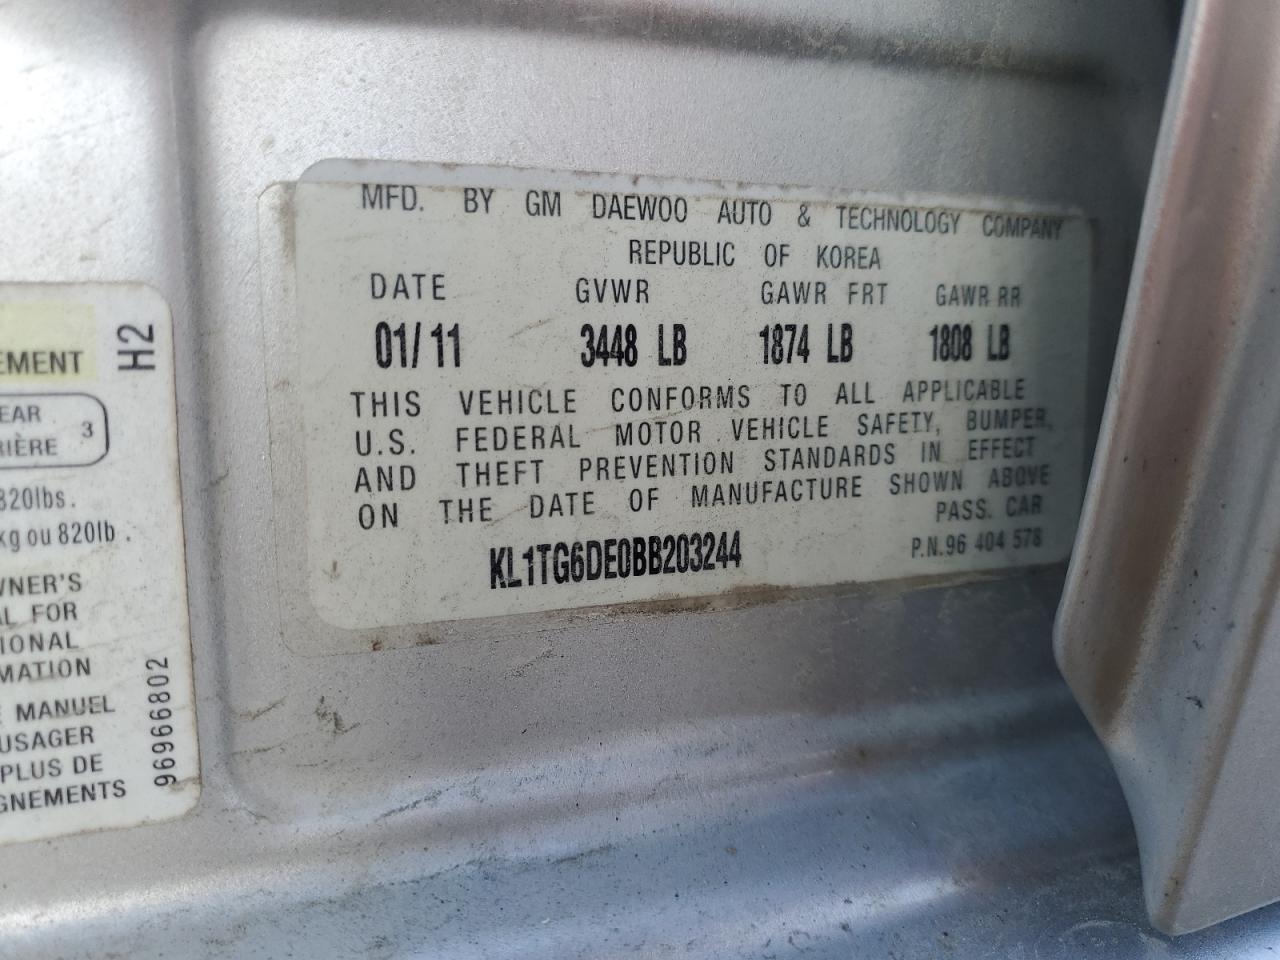 MFD. BY GM DAEWOO AUTO & TECHNOLOGY COMPANY
REPUBLIC OF KOREA
DATE GVWR GAWR FRT GAWR RR
01/11 3448 LB 1874 LB 1808 LB
THIS VEHICLE CONFORMS TO ALL APPLICABLE
U.S. FEDERAL MOTOR VEHICLE SAFETY, BUMPER,
AND THEFT PREVENTION STANDARDS IN EFFECT
ON THE DATE OF MANUFACTURE SHOWN ABOVE
PASS. CAR
KL1TG6DE0BB203244 P.N.96 404 578
EMENT
H2
EAR
IÈRE 3
820lbs.
kg ou 820lb.
WNER'S
AL FOR
IONAL
MATION
E MANUEL
USAGER
PLUS DE
GNEMENTS
96966802